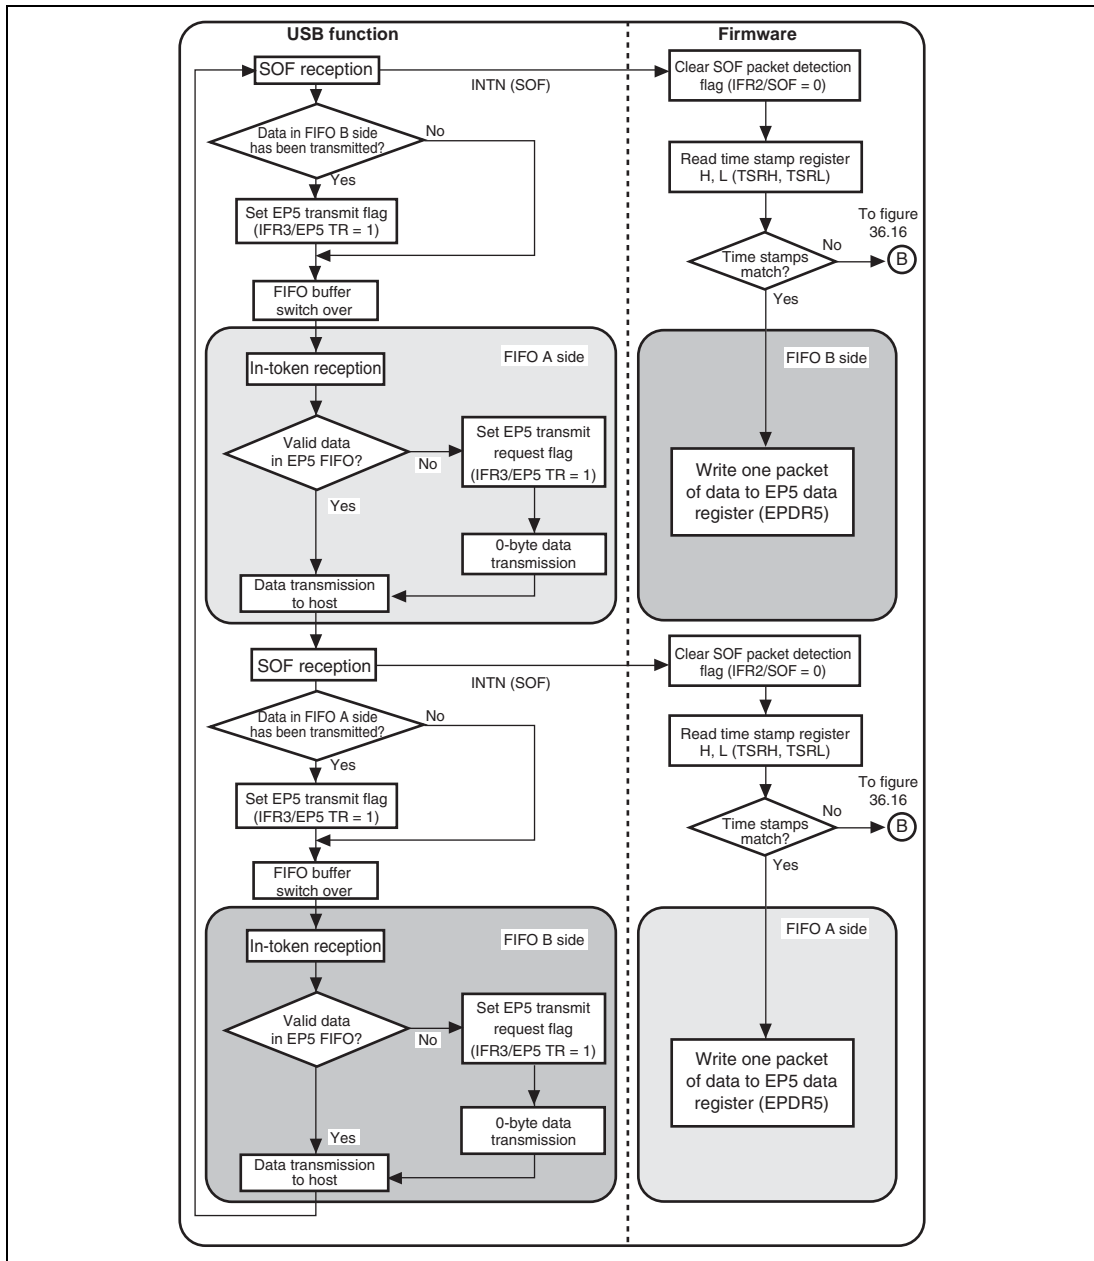 USB function
Firmware
SOF reception
INTN (SOF)
Clear SOF packet detection
flag (IFR2/SOF = 0)
Data in FIFO B side
has been transmitted?
No
Yes
Read time stamp register
H, L (TSRH, TSRL)
Set EP5 transmit flag
(IFR3/EP5 TR = 1)
To figure
36.16
Time stamps
match?
No
B
Yes
FIFO buffer
switch over
FIFO A side
FIFO B side
In-token reception
Valid data
in EP5 FIFO?
No
Yes
Set EP5 transmit
request flag
(IFR3/EP5 TR = 1)
Write one packet
of data to EP5 data
register (EPDR5)
0-byte data
transmission
Data transmission
to host
SOF reception
INTN (SOF)
Clear SOF packet detection
flag (IFR2/SOF = 0)
Data in FIFO A side
has been transmitted?
No
Yes
Read time stamp register
H, L (TSRH, TSRL)
Set EP5 transmit flag
(IFR3/EP5 TR = 1)
To figure
36.16
Time stamps
match?
No
B
Yes
FIFO buffer
switch over
FIFO B side
FIFO A side
In-token reception
Valid data
in EP5 FIFO?
No
Yes
Set EP5 transmit
request flag
(IFR3/EP5 TR = 1)
Write one packet
of data to EP5 data
register (EPDR5)
0-byte data
transmission
Data transmission
to host